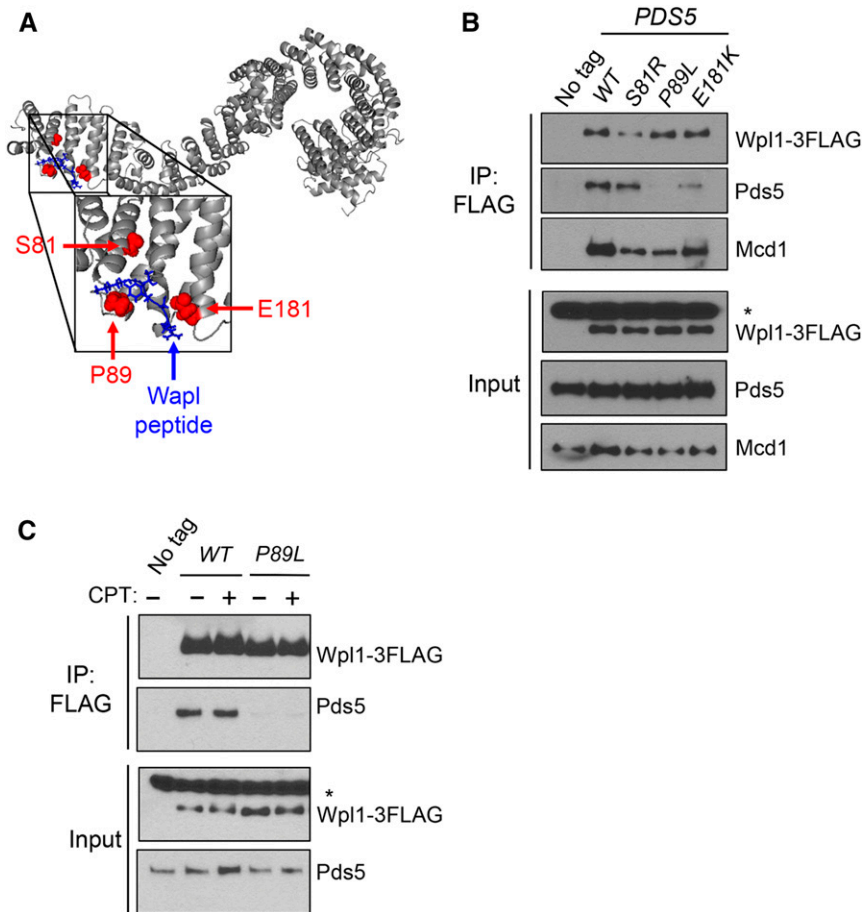 A
S81
E181
P89
Wapl
peptide
B
PDS5
No tag
WT
S81R
P89L
E181K
IP:
FLAG
Wpl1-3FLAG
Pds5
Mcd1
Input
*
Wpl1-3FLAG
Pds5
Mcd1
C
No tag
WT
P89L
CPT: – – + – +
IP:
FLAG
Wpl1-3FLAG
Pds5
Input
*
Wpl1-3FLAG
Pds5